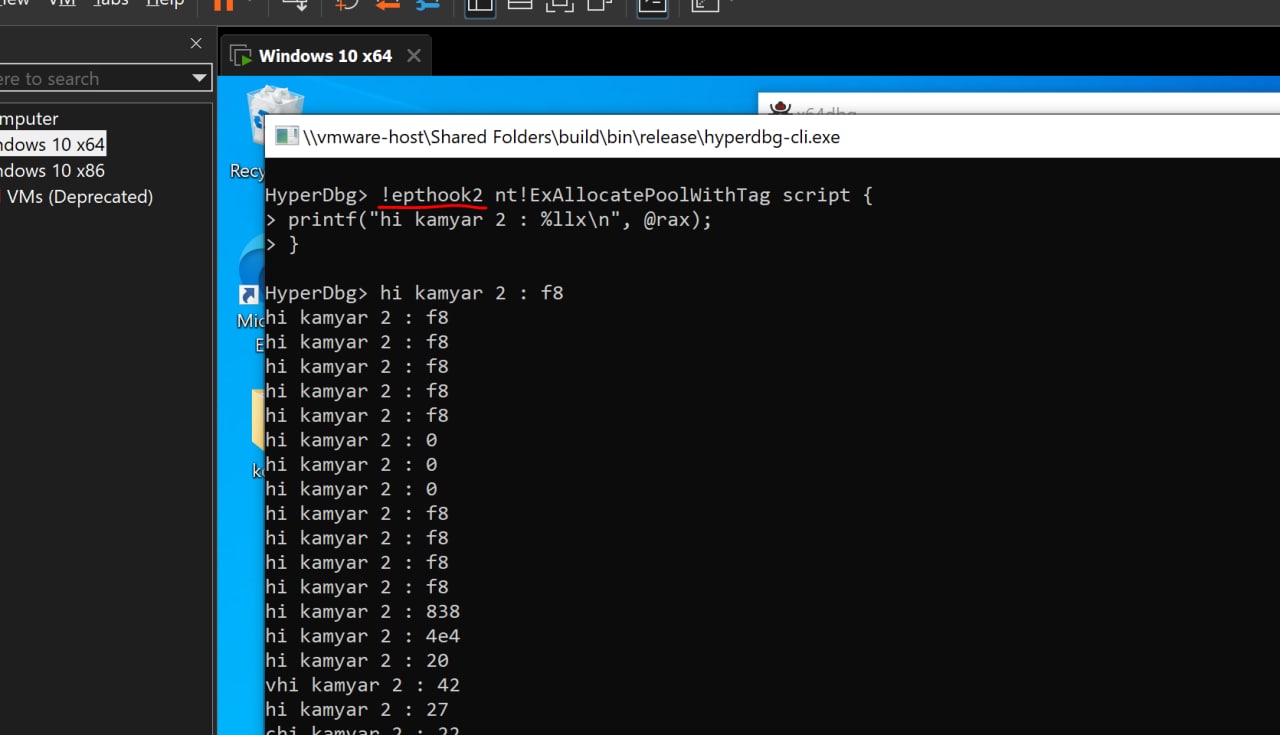 VM Tabs Help
Windows 10 x64
ere to search
mputer
ndows 10 x64
ndows 10 x86
VMs (Deprecated)
x64dbg
\\vmware-host\Shared Folders\build\bin\release\hyperdbg-cli.exe
Recy
Mic
E
HyperDbg> !epthook2 nt!ExAllocatePoolWithTag script {
> printf("hi kamyar 2 : %llx\n", @rax);
> }
HyperDbg> hi kamyar 2 : f8
hi kamyar 2 : f8
hi kamyar 2 : f8
hi kamyar 2 : f8
hi kamyar 2 : f8
hi kamyar 2 : f8
hi kamyar 2 : 0
hi kamyar 2 : 0
hi kamyar 2 : 0
hi kamyar 2 : f8
hi kamyar 2 : f8
hi kamyar 2 : f8
hi kamyar 2 : f8
hi kamyar 2 : 838
hi kamyar 2 : 4e4
hi kamyar 2 : 20
vhi kamyar 2 : 42
hi kamyar 2 : 27
chi kamyar 2 : 22